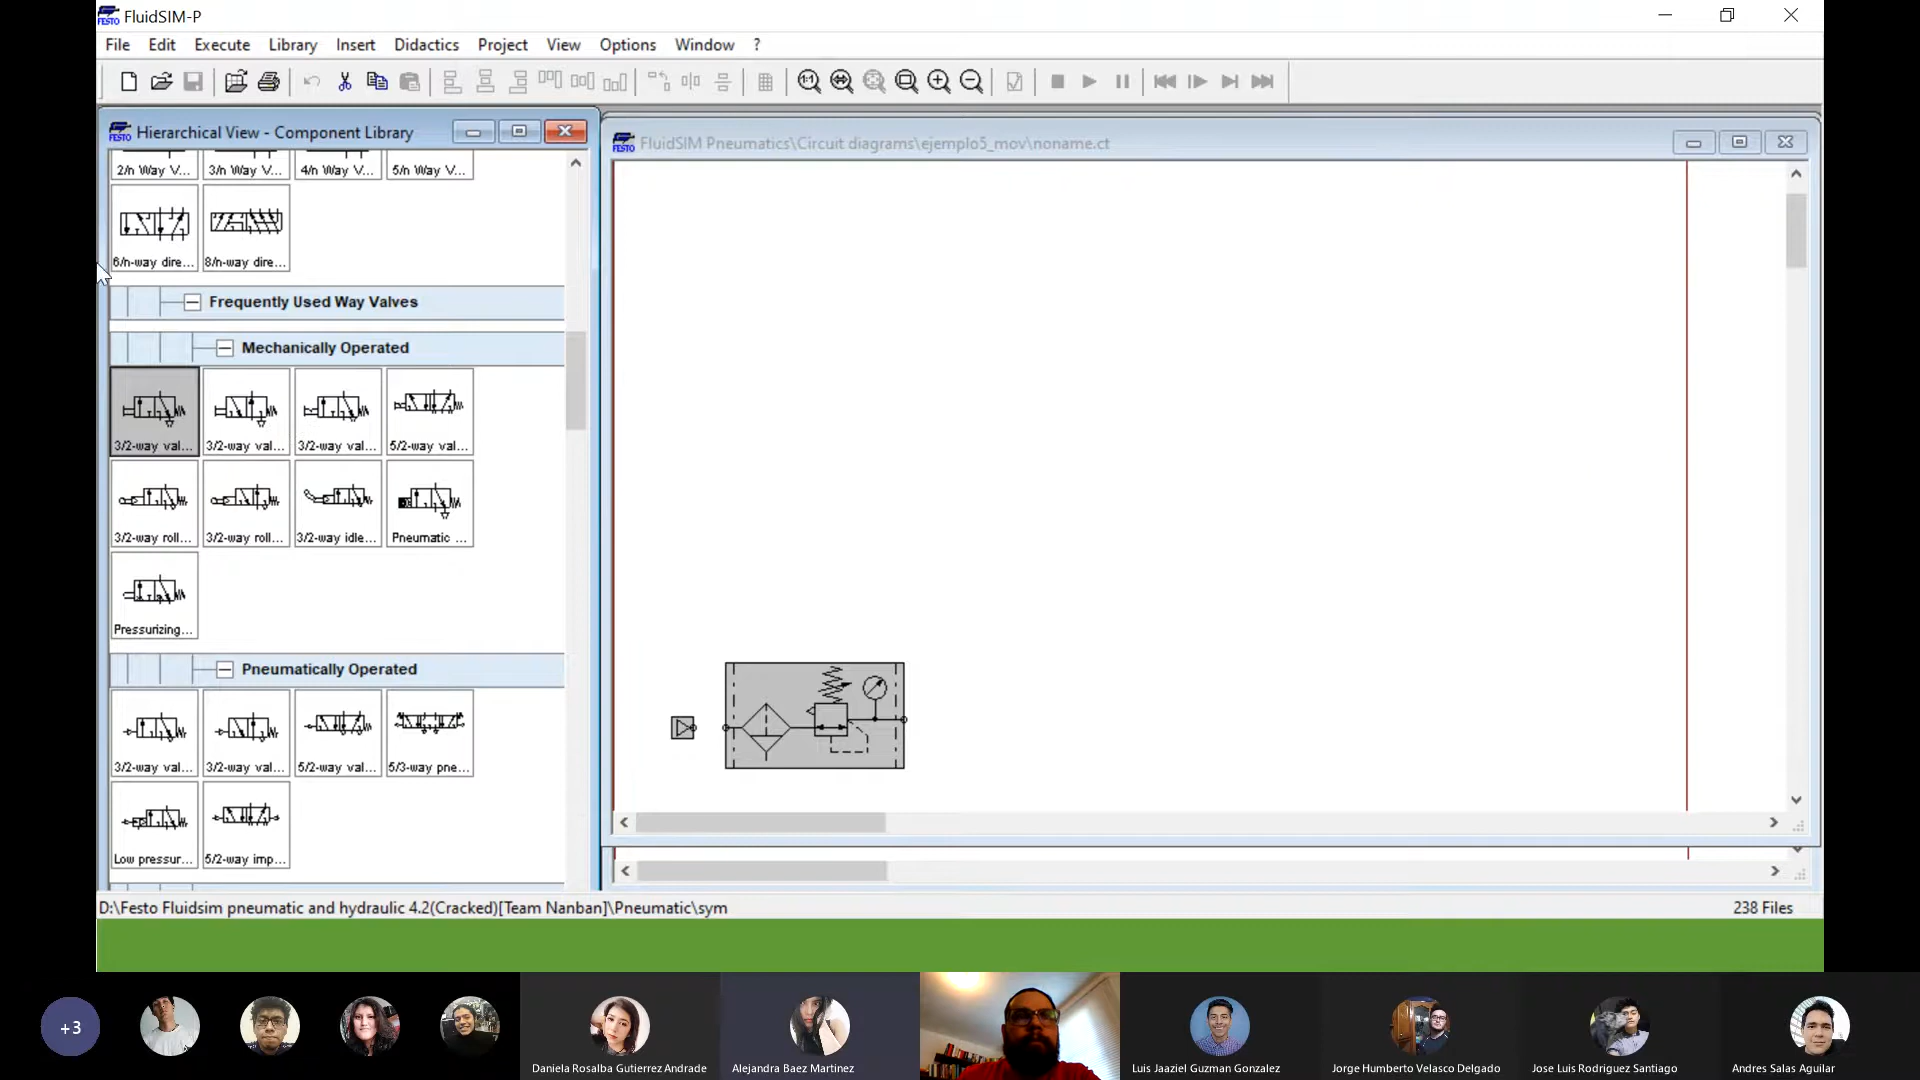 FESTO FluidSIM-P
File Edit Execute Library Insert Didactics Project View Options Window ?
1:1
FESTO Hierarchical View - Component Library
FESTO FluidSIM Pneumatics\Circuit diagrams\ejemplo5_mov\noname.ct
2/n Way V... 3/n Way V... 4/n Way V... 5/n Way V...
6/n-way dire... 8/n-way dire...
Frequently Used Way Valves
Mechanically Operated
3/2-way val... 3/2-way val... 3/2-way val... 5/2-way val...
3/2-way roll... 3/2-way roll... 3/2-way idle... Pneumatic ...
Pressurizing...
Pneumatically Operated
3/2-way val... 3/2-way val... 5/2-way val... 5/3-way pne...
Low pressur... 5/2-way imp...
D:\Festo Fluidsim pneumatic and hydraulic 4.2(Cracked)[Team Nanban]\Pneumatic\sym
238 Files
+3
Daniela Rosalba Gutierrez Andrade
Alejandra Baez Martinez
Luis Jaaziel Guzman Gonzalez
Jorge Humberto Velasco Delgado
Jose Luis Rodriguez Santiago
Andres Salas Aguilar